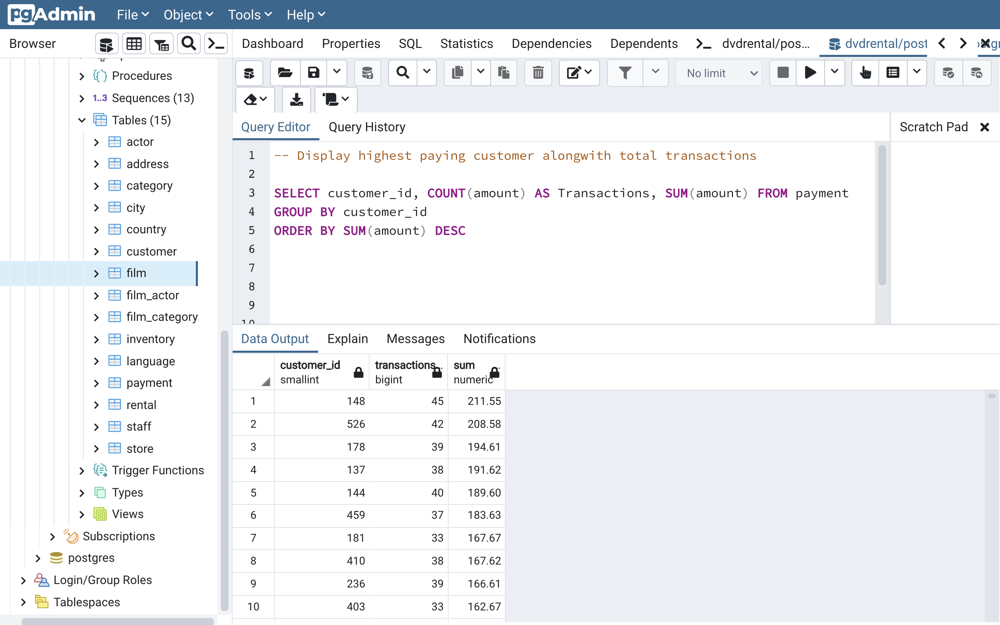 pgAdmin File Object Tools Help
Browser
Dashboard Properties SQL Statistics Dependencies Dependents dvdrental/pos... dvdrental/post
No limit
Procedures
1..3 Sequences (13)
Tables (15)
actor
address
category
city
country
customer
film
film_actor
film_category
inventory
language
payment
rental
staff
store
Trigger Functions
Types
Views
Subscriptions
postgres
Login/Group Roles
Tablespaces
Query Editor Query History
Scratch Pad
1 -- Display highest paying customer alongwith total transactions
2
3 SELECT customer_id, COUNT(amount) AS Transactions, SUM(amount) FROM payment
4 GROUP BY customer_id
5 ORDER BY SUM(amount) DESC
6
7
8
9
10
Data Output Explain Messages Notifications
customer_id transactions sum
smallint bigint numeric
1 148 45 211.55
2 526 42 208.58
3 178 39 194.61
4 137 38 191.62
5 144 40 189.60
6 459 37 183.63
7 181 33 167.67
8 410 38 167.62
9 236 39 166.61
10 403 33 162.67